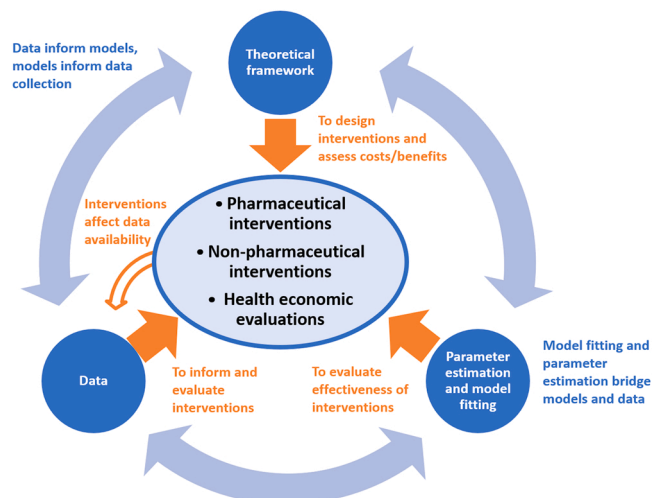 Data inform models,
models inform data
collection
Theoretical
framework
To design
interventions and
assess costs/benefits
Interventions
affect data
availability
• Pharmaceutical
interventions
• Non-pharmaceutical
interventions
• Health economic
evaluations
Data
To inform and
evaluate
interventions
To evaluate
effectiveness of
interventions
Parameter
estimation
and model
fitting
Model fitting and
parameter
estimation bridge
models and data